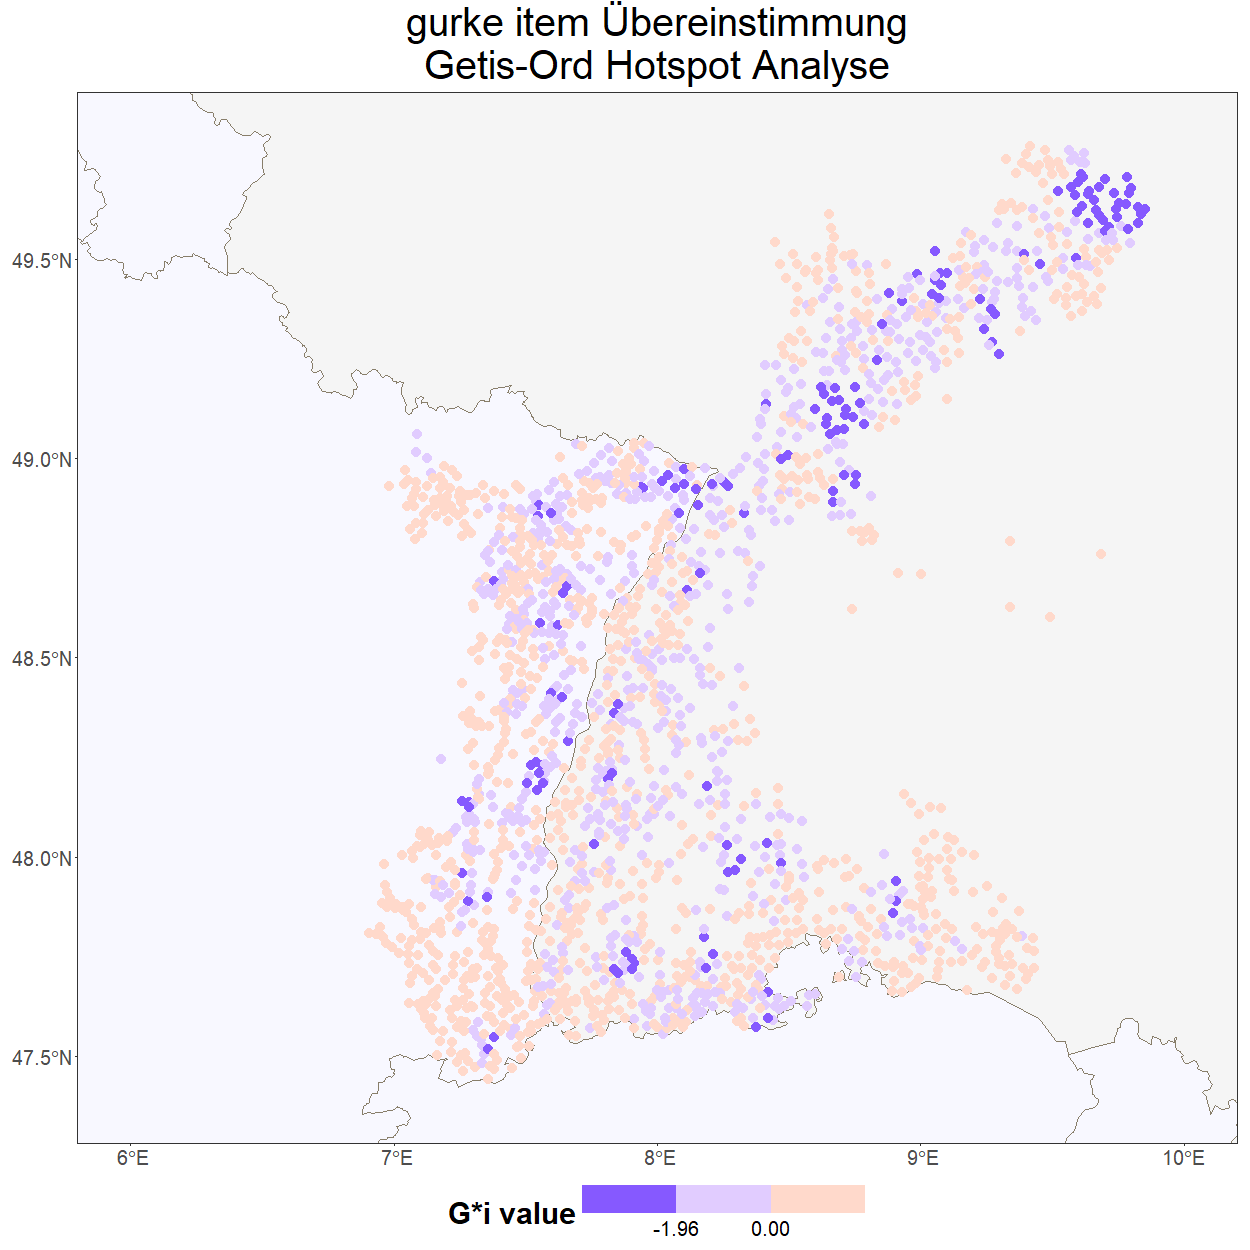 gurke item Übereinstimmung
Getis-Ord Hotspot Analyse
49.5°N
49.0°N
48.5°N
48.0°N
47.5°N
6°E 7°E 8°E 9°E 10°E
G*i value
-1.96 0.00